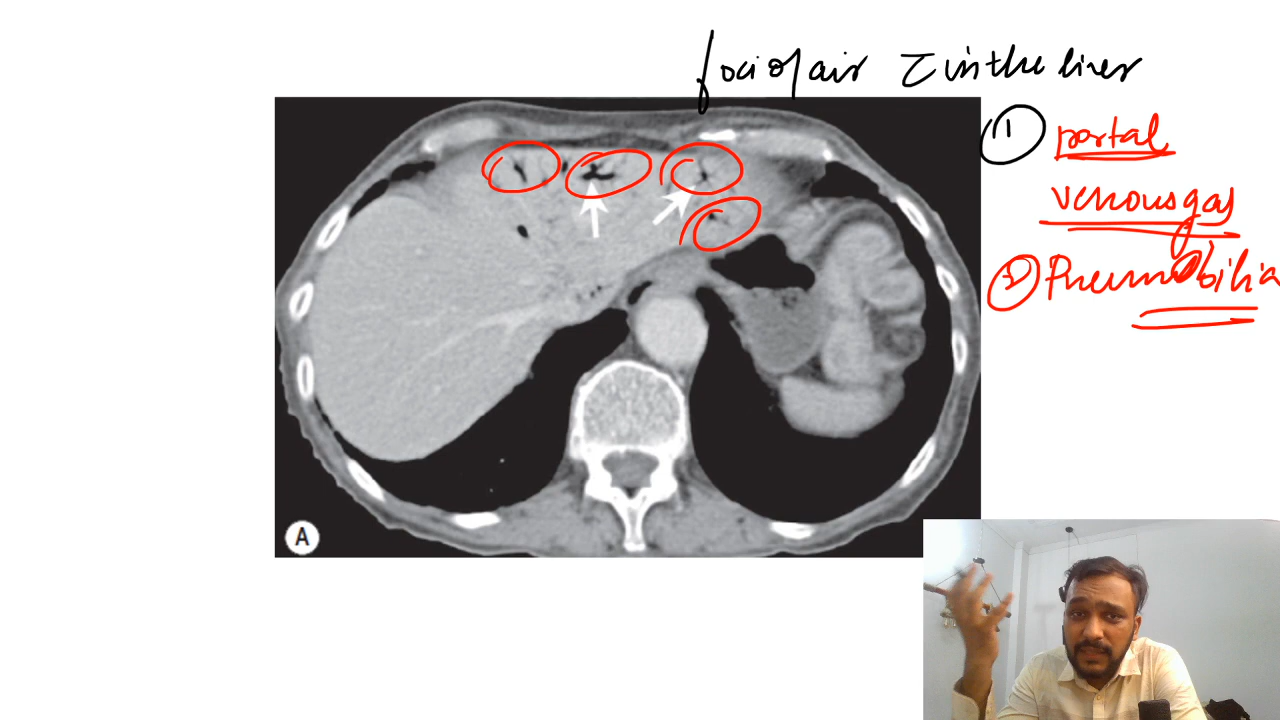 foci of air in the liver
① portal
venous gas
② Pneumobilia
A